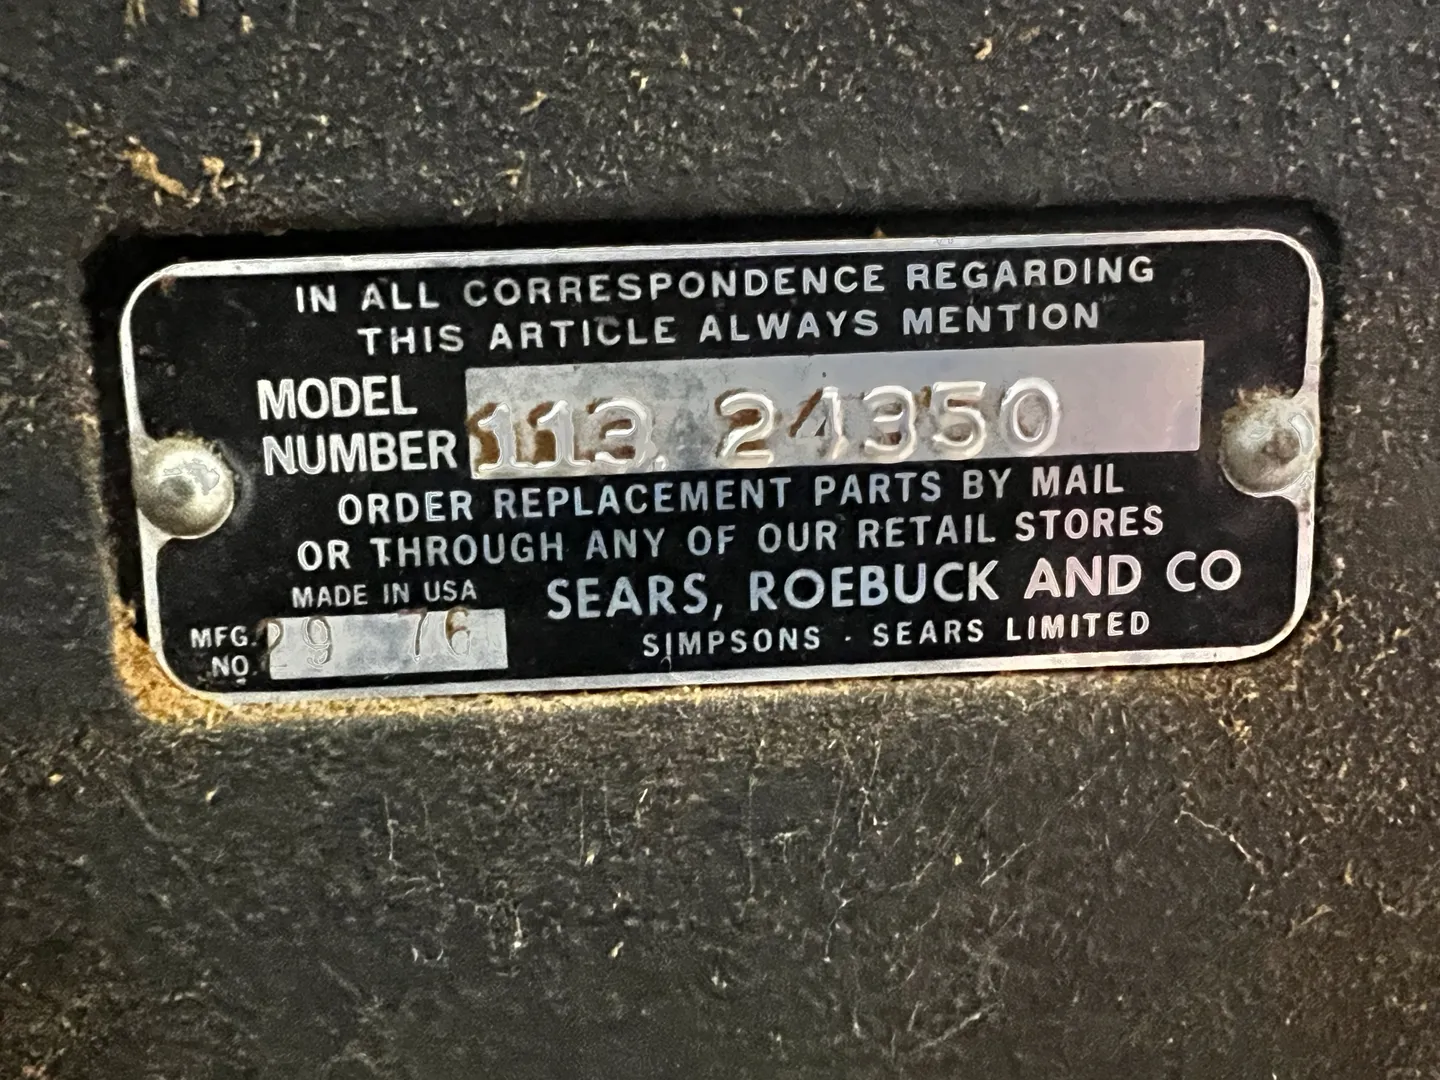 IN ALL CORRESPONDENCE REGARDING
THIS ARTICLE ALWAYS MENTION
MODEL
NUMBER 113.24350
ORDER REPLACEMENT PARTS BY MAIL
OR THROUGH ANY OF OUR RETAIL STORES
MADE IN USA
SEARS, ROEBUCK AND CO
MFG.
NO. 29 76
SIMPSONS · SEARS LIMITED